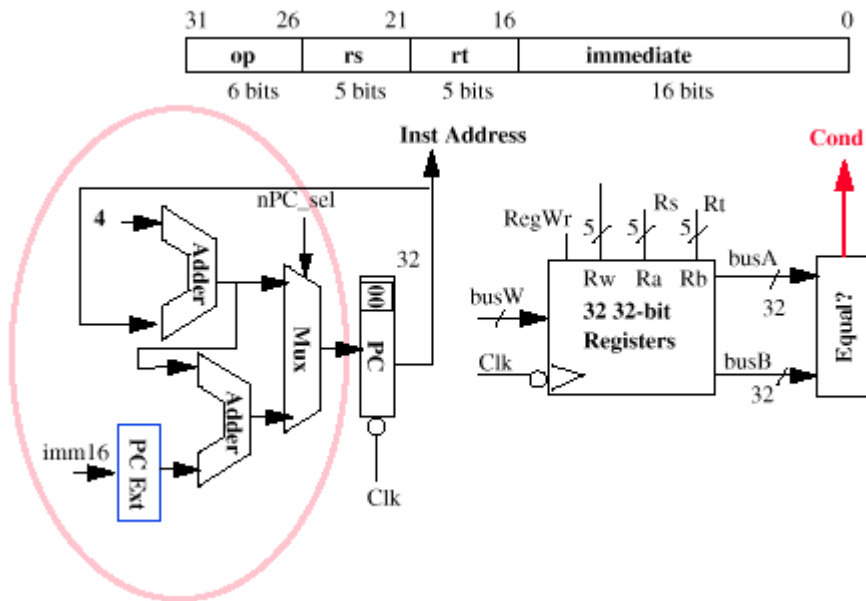 31 26 21 16 0
op rs rt immediate
6 bits 5 bits 5 bits 16 bits
Inst Address
Cond
4
nPC_sel
Adder
32
00
Mux
PC
Adder
imm16
PC Ext
Clk
RegWr
5
Rs
5
Rt
5
busW
Rw Ra Rb
32 32-bit
Registers
Clk
busA
32
busB
32
Equal?